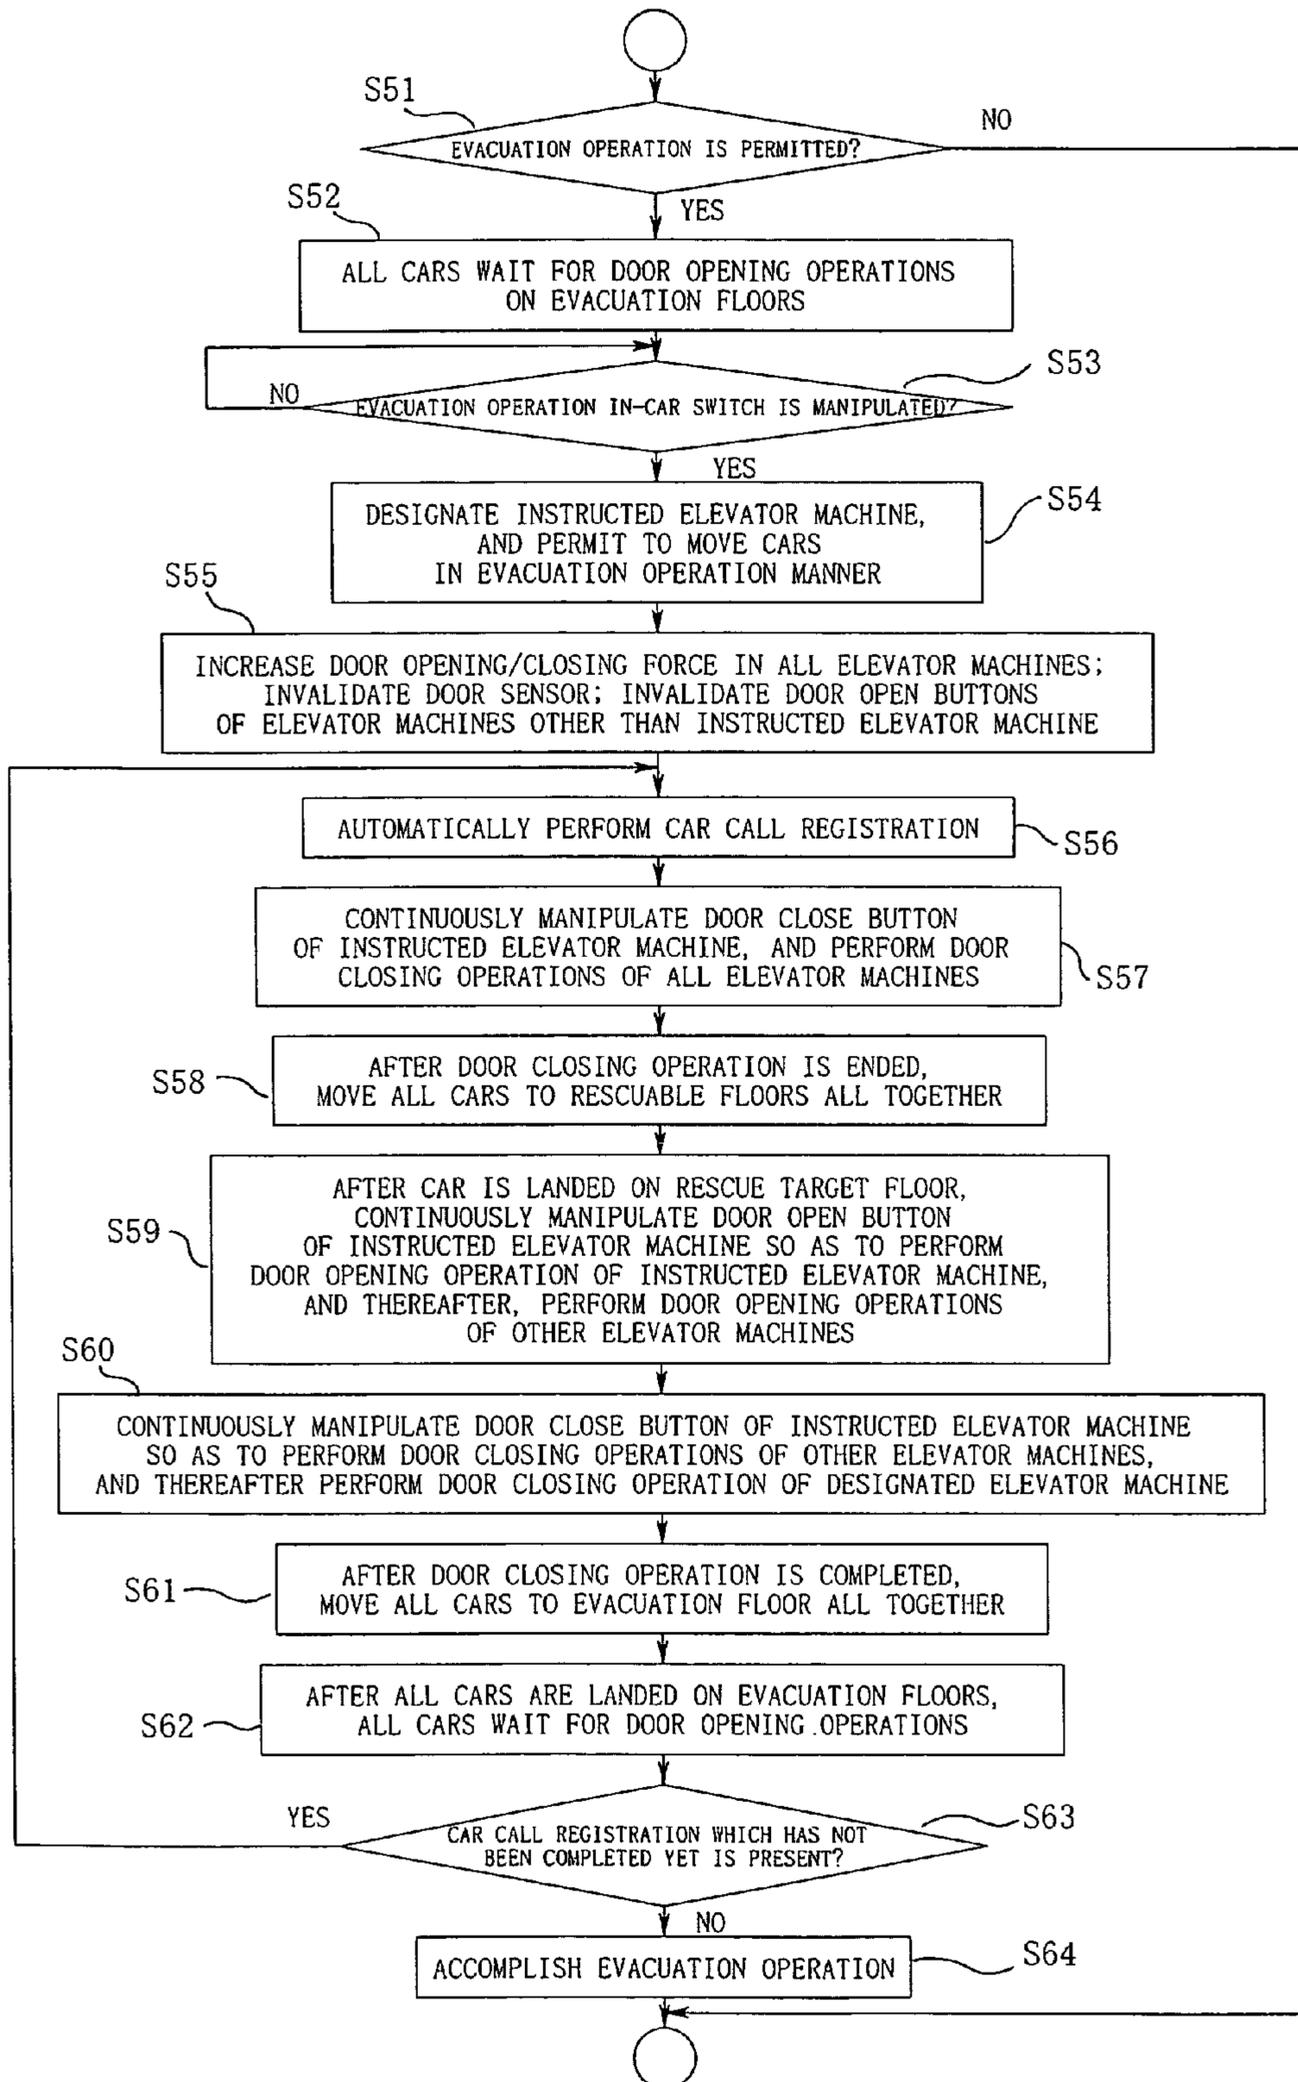 S51
EVACUATION OPERATION IS PERMITTED?
NO
YES
S52
ALL CARS WAIT FOR DOOR OPENING OPERATIONS
ON EVACUATION FLOORS
S53
NO
EVACUATION OPERATION IN-CAR SWITCH IS MANIPULATED?
YES
S54
DESIGNATE INSTRUCTED ELEVATOR MACHINE,
AND PERMIT TO MOVE CARS
IN EVACUATION OPERATION MANNER
S55
INCREASE DOOR OPENING/CLOSING FORCE IN ALL ELEVATOR MACHINES;
INVALIDATE DOOR SENSOR; INVALIDATE DOOR OPEN BUTTONS
OF ELEVATOR MACHINES OTHER THAN INSTRUCTED ELEVATOR MACHINE
AUTOMATICALLY PERFORM CAR CALL REGISTRATION
S56
CONTINUOUSLY MANIPULATE DOOR CLOSE BUTTON
OF INSTRUCTED ELEVATOR MACHINE, AND PERFORM DOOR
CLOSING OPERATIONS OF ALL ELEVATOR MACHINES
S57
S58
AFTER DOOR CLOSING OPERATION IS ENDED,
MOVE ALL CARS TO RESCUABLE FLOORS ALL TOGETHER
S59
AFTER CAR IS LANDED ON RESCUE TARGET FLOOR,
CONTINUOUSLY MANIPULATE DOOR OPEN BUTTON
OF INSTRUCTED ELEVATOR MACHINE SO AS TO PERFORM
DOOR OPENING OPERATION OF INSTRUCTED ELEVATOR MACHINE,
AND THEREAFTER, PERFORM DOOR OPENING OPERATIONS
OF OTHER ELEVATOR MACHINES
S60
CONTINUOUSLY MANIPULATE DOOR CLOSE BUTTON OF INSTRUCTED ELEVATOR MACHINE
SO AS TO PERFORM DOOR CLOSING OPERATIONS OF OTHER ELEVATOR MACHINES,
AND THEREAFTER PERFORM DOOR CLOSING OPERATION OF DESIGNATED ELEVATOR MACHINE
S61
AFTER DOOR CLOSING OPERATION IS COMPLETED,
MOVE ALL CARS TO EVACUATION FLOOR ALL TOGETHER
S62
AFTER ALL CARS ARE LANDED ON EVACUATION FLOORS,
ALL CARS WAIT FOR DOOR OPENING OPERATIONS
YES
S63
CAR CALL REGISTRATION WHICH HAS NOT
BEEN COMPLETED YET IS PRESENT?
NO
ACCOMPLISH EVACUATION OPERATION
S64